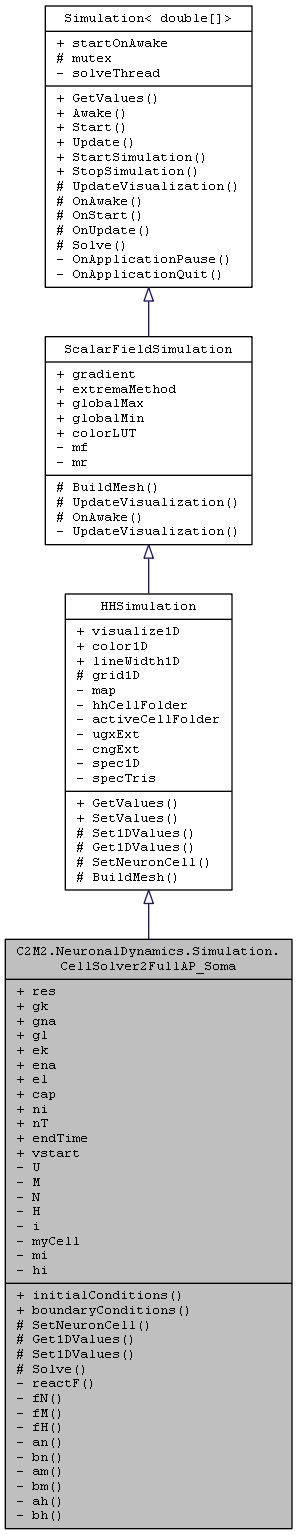 Simulation< double[]>
+ startOnAwake
# mutex
- solveThread
+ GetValues()
+ Awake()
+ Start()
+ Update()
+ StartSimulation()
+ StopSimulation()
# UpdateVisualization()
# OnAwake()
# OnStart()
# OnUpdate()
# Solve()
- OnApplicationPause()
- OnApplicationQuit()
ScalarFieldSimulation
+ gradient
+ extremaMethod
+ globalMax
+ globalMin
+ colorLUT
- mf
- mr
# BuildMesh()
# UpdateVisualization()
# OnAwake()
- UpdateVisualization()
HHSimulation
+ visualize1D
+ color1D
+ lineWidth1D
# grid1D
- map
- hhCellFolder
- activeCellFolder
- ugxExt
- cngExt
- spec1D
- specTris
+ GetValues()
+ SetValues()
# Set1DValues()
# Get1DValues()
# SetNeuronCell()
# BuildMesh()
C2M2.NeuronalDynamics.Simulation.
CellSolver2FullAP_Soma
+ res
+ gk
+ gna
+ gl
+ ek
+ ena
+ el
+ cap
+ ni
+ nT
+ endTime
+ vstart
- U
- M
- N
- H
- i
- myCell
- mi
- hi
+ initialConditions()
+ boundaryConditions()
# SetNeuronCell()
# Get1DValues()
# Set1DValues()
# Solve()
- reactF()
- fN()
- fM()
- fH()
- an()
- bn()
- am()
- bm()
- ah()
- bh()